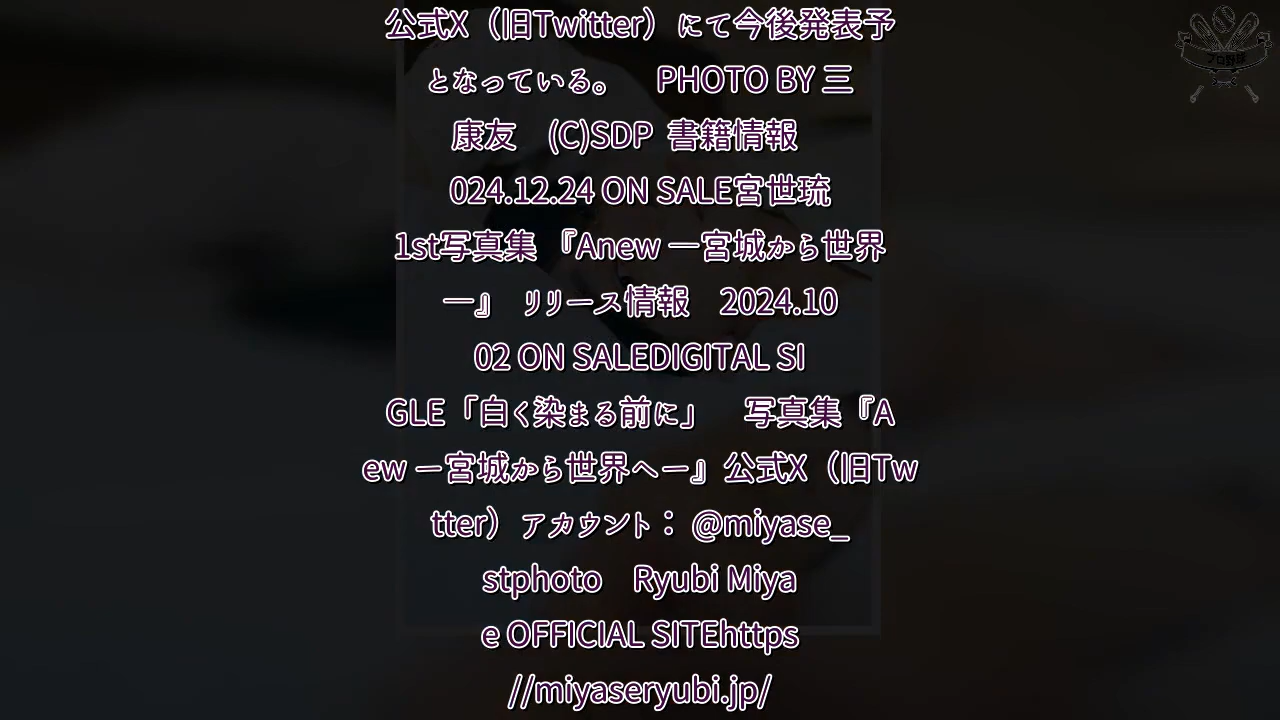 公式X（旧Twitter）にて今後発表予
となっている。　PHOTO BY 三
康友　(C)SDP 書籍情報
024.12.24 ON SALE宮世琉
1st写真集 『Anew ー宮城から世界
ー』 リリース情報　2024.10
02 ON SALEDIGITAL SI
GLE「白く染まる前に」　写真集『A
ew ー宮城から世界へー』公式X（旧Tw
tter）アカウント： @miyase_
stphoto　Ryubi Miya
e OFFICIAL SITEhttps
//miyaseryubi.jp/
プロ野球